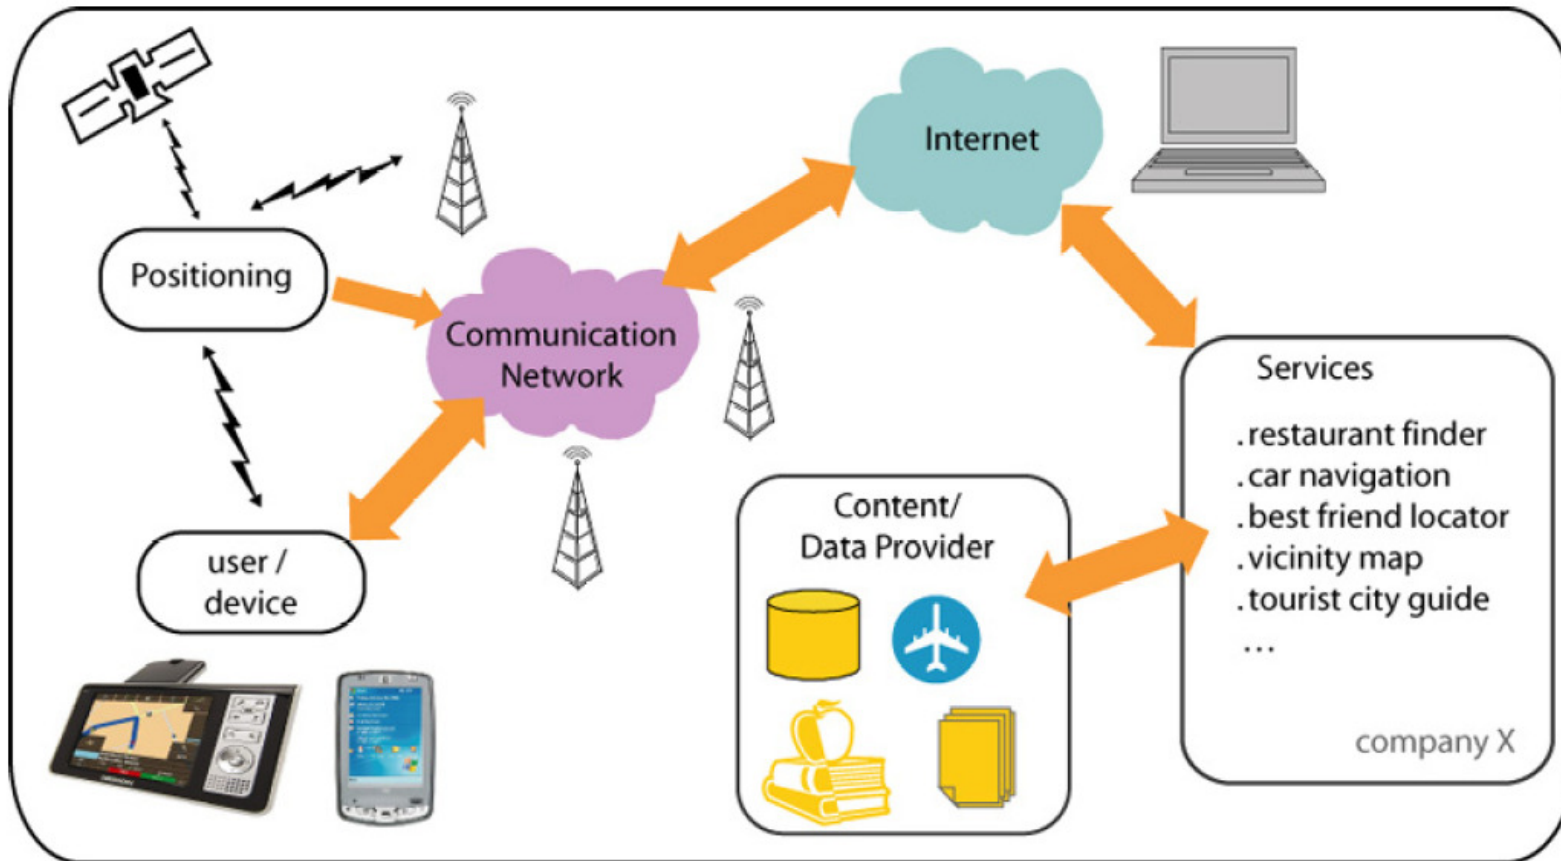 Internet
Positioning
Communication
Network
Services
.restaurant finder
.car navigation
.best friend locator
.vicinity map
.tourist city guide
...
company X
Content/
Data Provider
user /
device